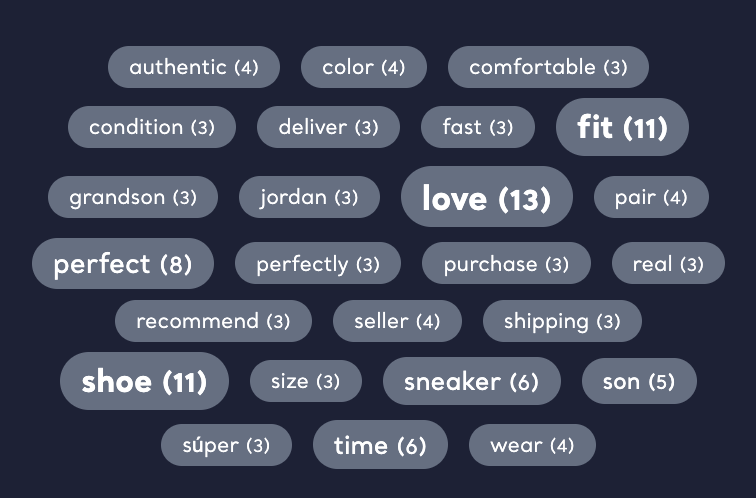 authentic (4) color (4) comfortable (3)
condition (3) deliver (3) fast (3) fit (11)
grandson (3) jordan (3) love (13) pair (4)
perfect (8) perfectly (3) purchase (3) real (3)
recommend (3) seller (4) shipping (3)
shoe (11) size (3) sneaker (6) son (5)
súper (3) time (6) wear (4)